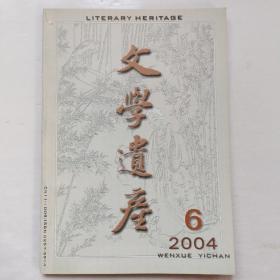 LITERARY HERITAGE
文學遺產
6
2004
WENXUE YICHAN